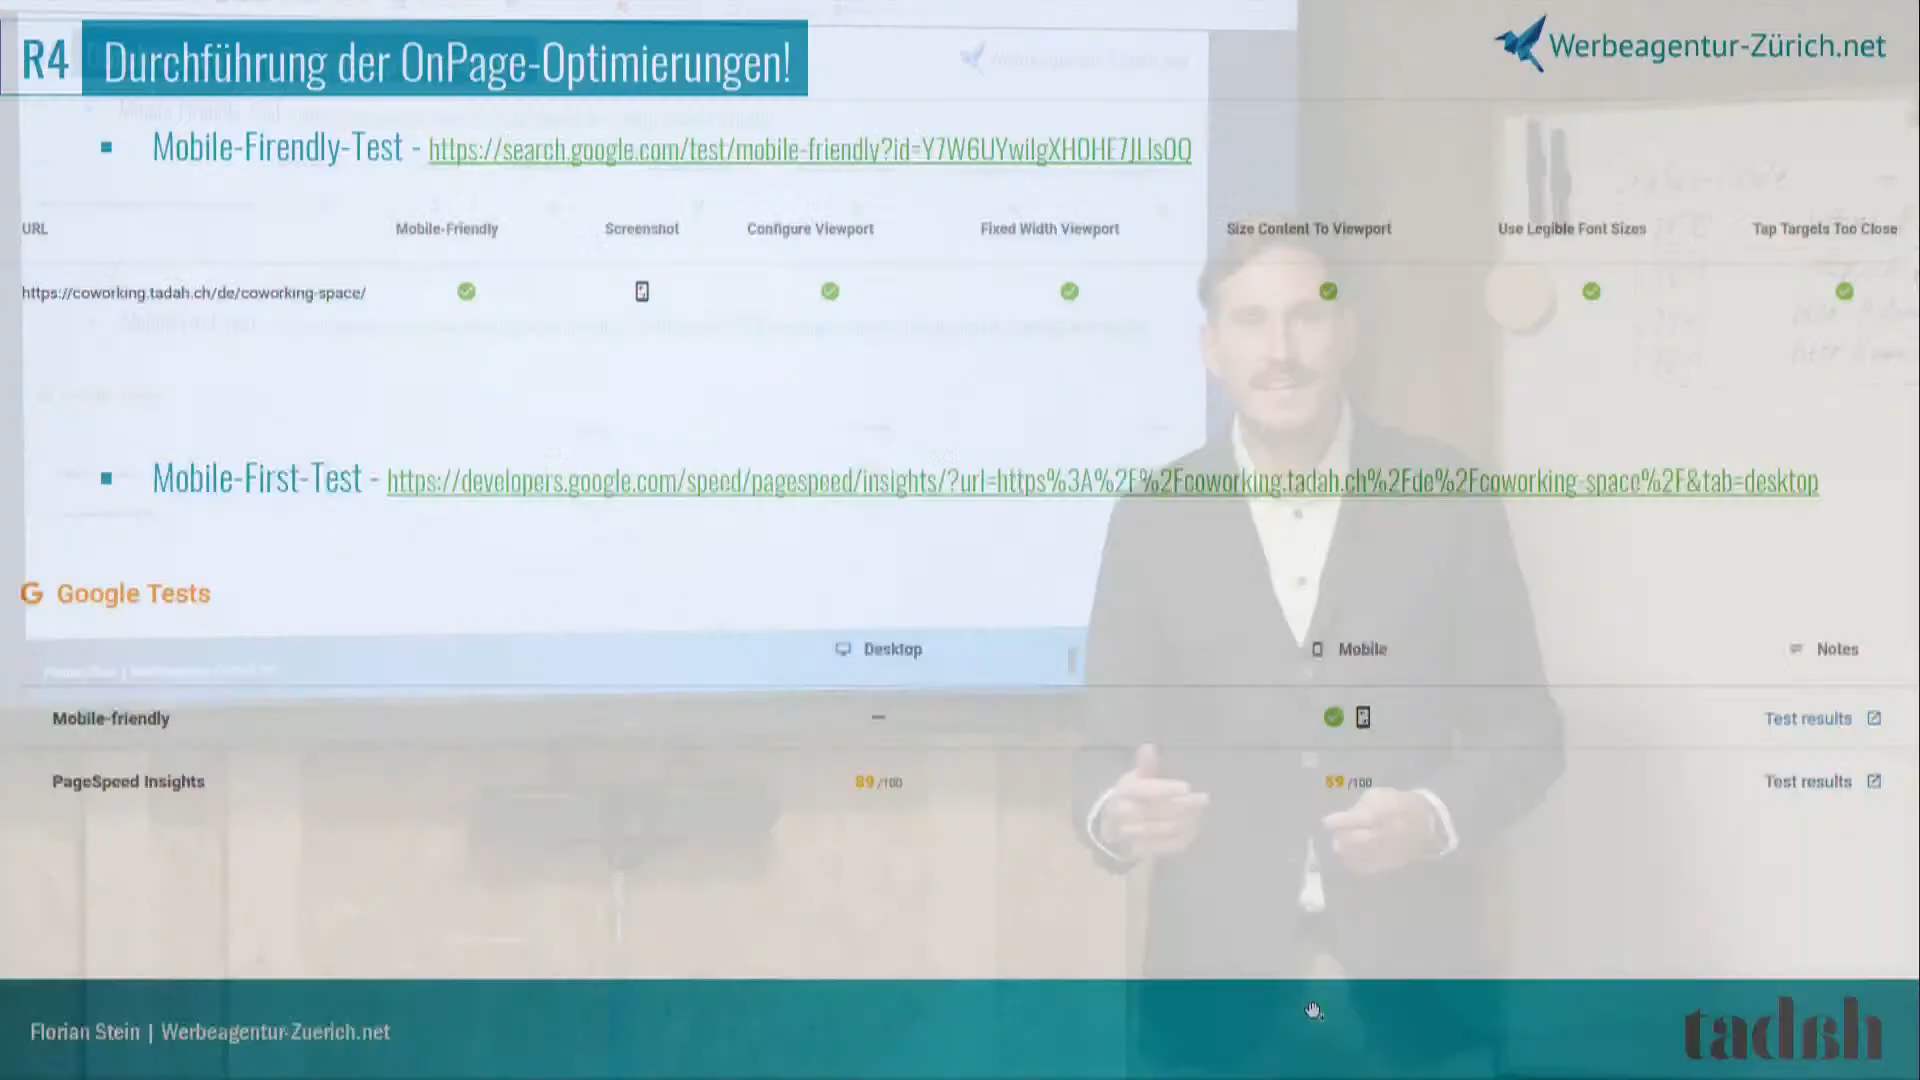 R4 Durchführung der OnPage-Optimierungen!
Werbeagentur-Zürich.net
Mobile-Firendly-Test - https://search.google.com/test/mobile-friendly?id=Y7W6UYwilgXHOHE7JLlsOQ
URL Mobile-Friendly Screenshot Configure Viewport Fixed Width Viewport Size Content To Viewport Use Legible Font Sizes Tap Targets Too Close
https://coworking.tadah.ch/de/coworking-space/
Mobile-First-Test - https://developers.google.com/speed/pagespeed/insights/?url=https%3A%2F%2Fcoworking.tadah.ch%2Fde%2Fcoworking-space%2F&tab=desktop
G Google Tests
Desktop Mobile Notes
Mobile-friendly – Test results
PageSpeed Insights 89 /100 59 /100 Test results
Florian Stein | Werbeagentur-Zuerich.net
tadah